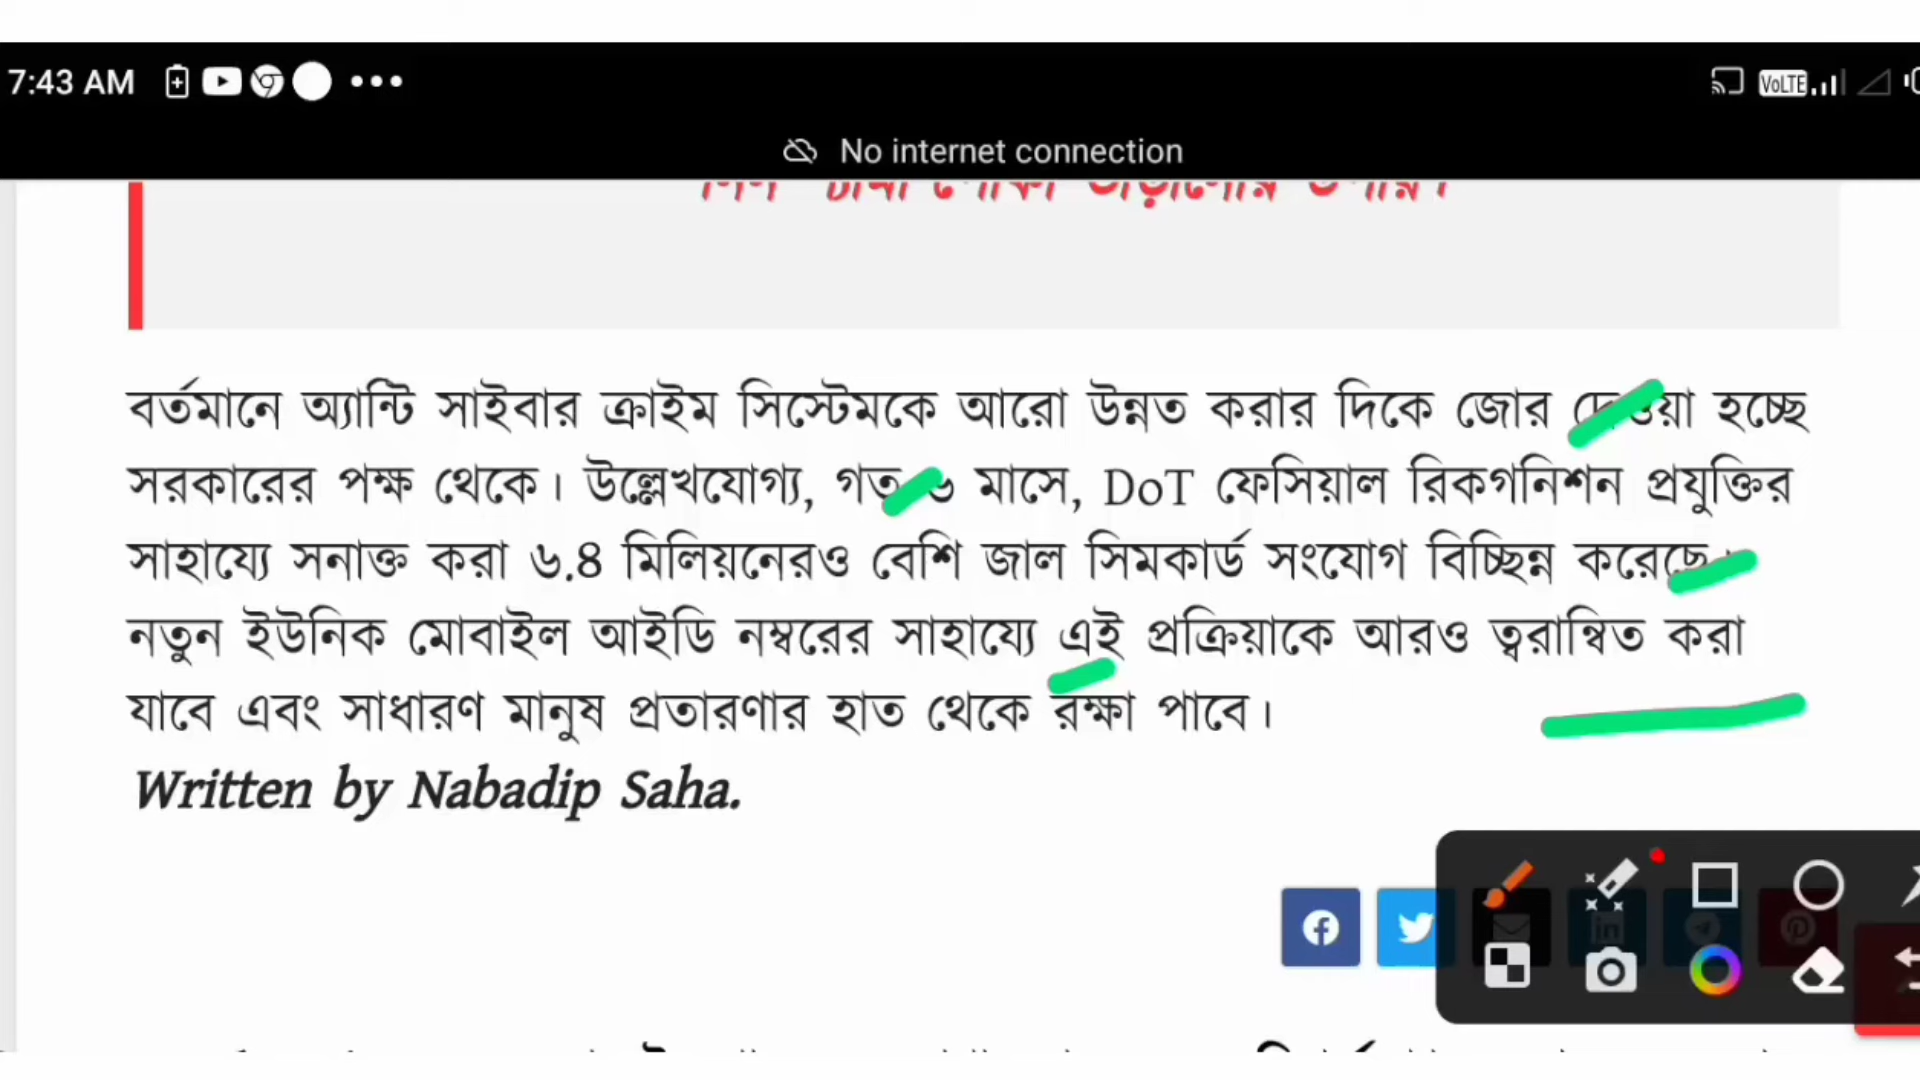 7:43 AM
VoLTE
No internet connection
বর্তমানে অ্যান্টি সাইবার ক্রাইম সিস্টেমকে আরো উন্নত করার দিকে জোর দেওয়া হচ্ছে
সরকারের পক্ষ থেকে। উল্লেখযোগ্য, গত ৬ মাসে, DoT ফেসিয়াল রিকগনিশন প্রযুক্তির
সাহায্যে সনাক্ত করা ৬.৪ মিলিয়নেরও বেশি জাল সিমকার্ড সংযোগ বিচ্ছিন্ন করেছে।
নতুন ইউনিক মোবাইল আইডি নম্বরের সাহায্যে এই প্রক্রিয়াকে আরও ত্বরান্বিত করা
যাবে এবং সাধারণ মানুষ প্রতারণার হাত থেকে রক্ষা পাবে।
Written by Nabadip Saha.